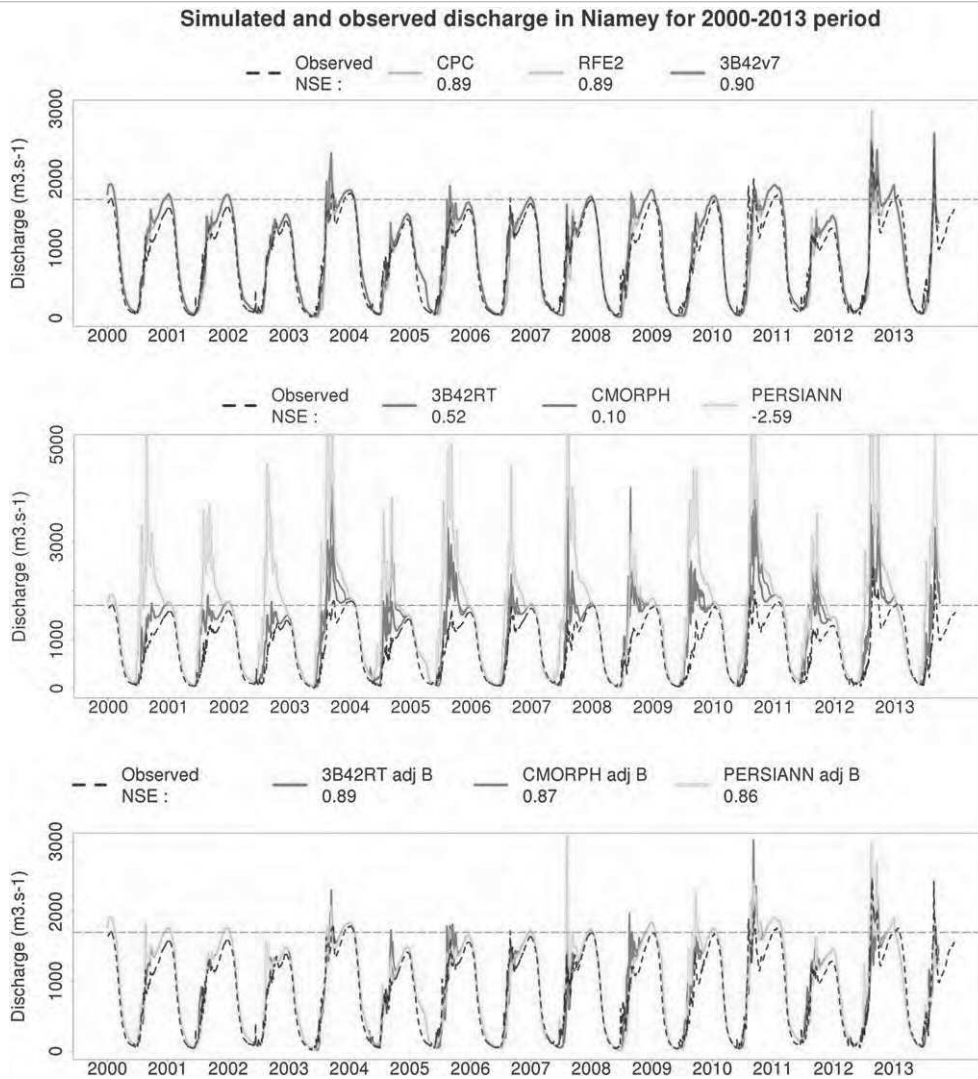 Simulated and observed discharge in Niamey for 2000-2013 period
Observed CPC RFE2 3B42v7
NSE : 0.89 0.89 0.90
Discharge (m3.s-1)
3000
2000
1000
0
2000 2001 2002 2003 2004 2005 2006 2007 2008 2009 2010 2011 2012 2013
Observed 3B42RT CMORPH PERSIANN
NSE : 0.52 0.10 -2.59
Discharge (m3.s-1)
5000
3000
1000
0
2000 2001 2002 2003 2004 2005 2006 2007 2008 2009 2010 2011 2012 2013
Observed 3B42RT adj B CMORPH adj B PERSIANN adj B
NSE : 0.89 0.87 0.86
Discharge (m3.s-1)
3000
2000
1000
0
2000 2001 2002 2003 2004 2005 2006 2007 2008 2009 2010 2011 2012 2013